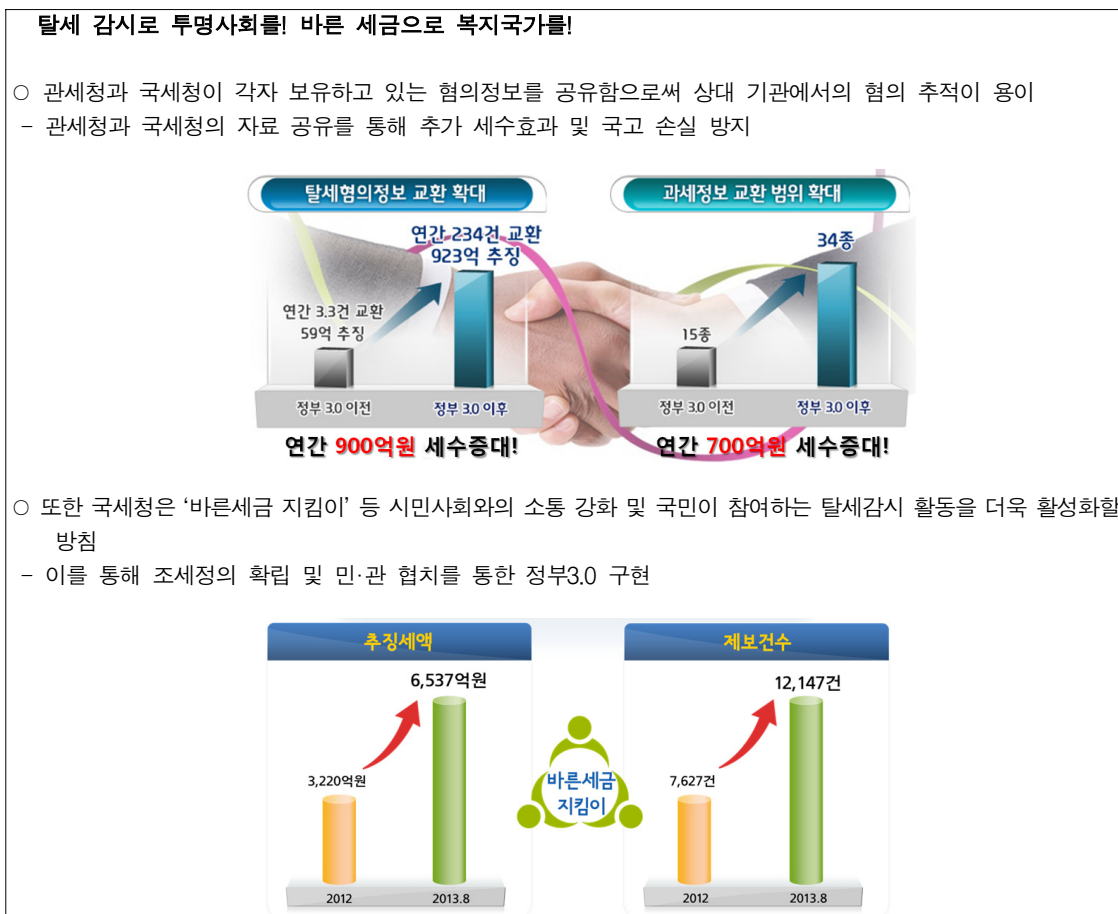 탈세 감시로 투명사회를! 바른 세금으로 복지국가를!
○ 관세청과 국세청이 각자 보유하고 있는 혐의정보를 공유함으로써 상대 기관에서의 혐의 추적이 용이
- 관세청과 국세청의 자료 공유를 통해 추가 세수효과 및 국고 손실 방지
탈세혐의정보 교환 확대
연간 234건 교환
923억 추징
연간 3.3건 교환
59억 추징
정부 3.0 이전
정부 3.0 이후
연간 900억원 세수증대!
과세정보 교환 범위 확대
34종
15종
정부 3.0 이전
정부 3.0 이후
연간 700억원 세수증대!
○ 또한 국세청은 ‘바른세금 지킴이’ 등 시민사회와의 소통 강화 및 국민이 참여하는 탈세감시 활동을 더욱 활성화할
방침
- 이를 통해 조세정의 확립 및 민·관 협치를 통한 정부3.0 구현
추징세액
6,537억원
3,220억원
2012
2013.8
바른세금
지킴이
제보건수
12,147건
7,627건
2012
2013.8